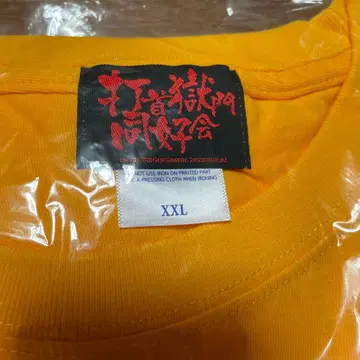 打首獄門
同好会
DO NOT USE IRON ON PRINTED PART
USE A PRESSING CLOTH WHEN IRONING
XXL